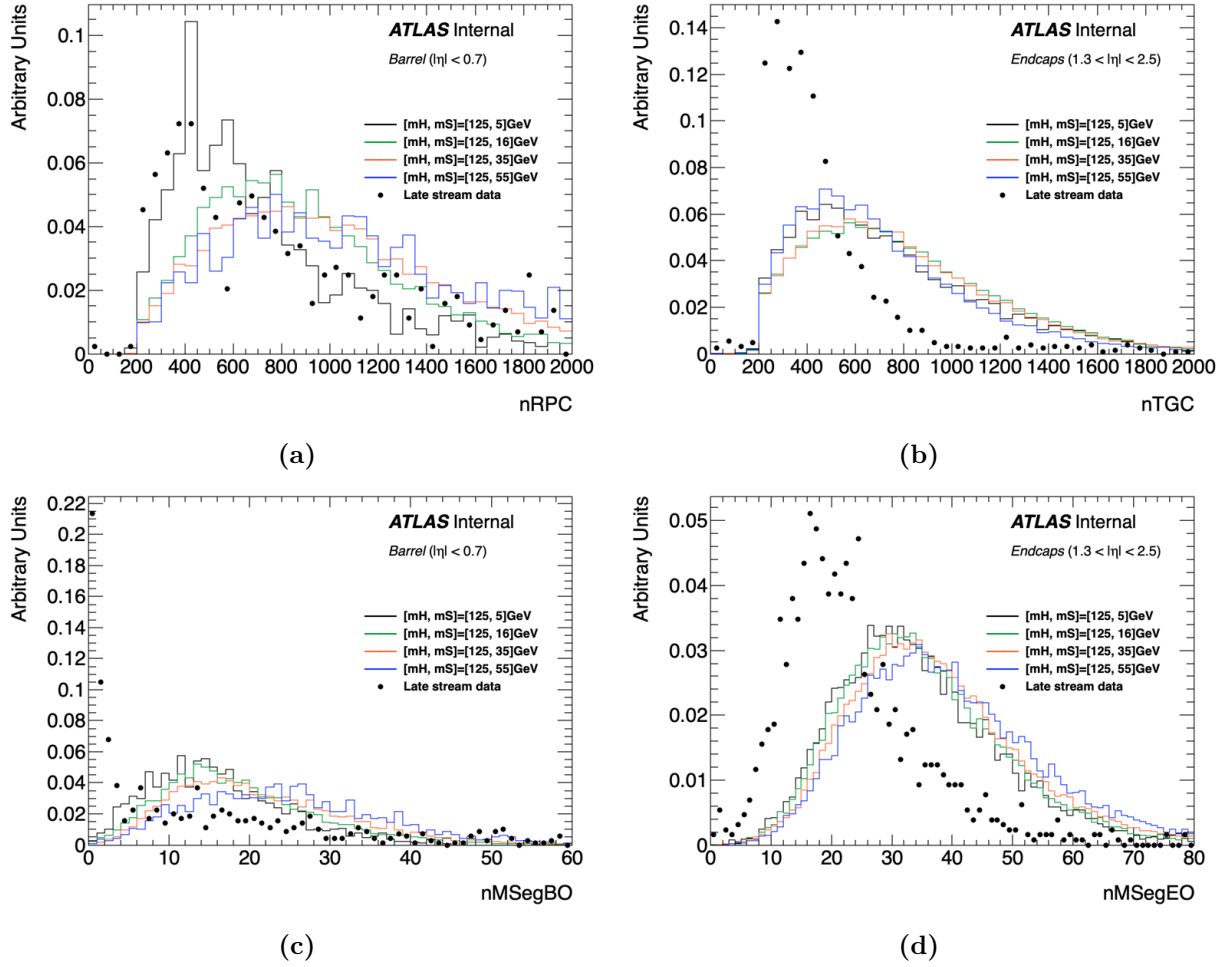 Arbitrary Units
0.1
0.08
0.06
0.04
0.02
0
ATLAS Internal
Barrel (|η| < 0.7)
[mH, mS]=[125, 5]GeV
[mH, mS]=[125, 16]GeV
[mH, mS]=[125, 35]GeV
[mH, mS]=[125, 55]GeV
Late stream data
0 200 400 600 800 1000 1200 1400 1600 1800 2000
nRPC
(a)
Arbitrary Units
0.14
0.12
0.1
0.08
0.06
0.04
0.02
0
ATLAS Internal
Endcaps (1.3 < |η| < 2.5)
[mH, mS]=[125, 5]GeV
[mH, mS]=[125, 16]GeV
[mH, mS]=[125, 35]GeV
[mH, mS]=[125, 55]GeV
Late stream data
0 200 400 600 800 1000 1200 1400 1600 1800 2000
nTGC
(b)
Arbitrary Units
0.22
0.2
0.18
0.16
0.14
0.12
0.1
0.08
0.06
0.04
0.02
0
ATLAS Internal
Barrel (|η| < 0.7)
[mH, mS]=[125, 5]GeV
[mH, mS]=[125, 16]GeV
[mH, mS]=[125, 35]GeV
[mH, mS]=[125, 55]GeV
Late stream data
0 10 20 30 40 50 60
nMSegBO
(c)
Arbitrary Units
0.05
0.04
0.03
0.02
0.01
0
ATLAS Internal
Endcaps (1.3 < |η| < 2.5)
[mH, mS]=[125, 5]GeV
[mH, mS]=[125, 16]GeV
[mH, mS]=[125, 35]GeV
[mH, mS]=[125, 55]GeV
Late stream data
0 10 20 30 40 50 60 70 80
nMSegEO
(d)